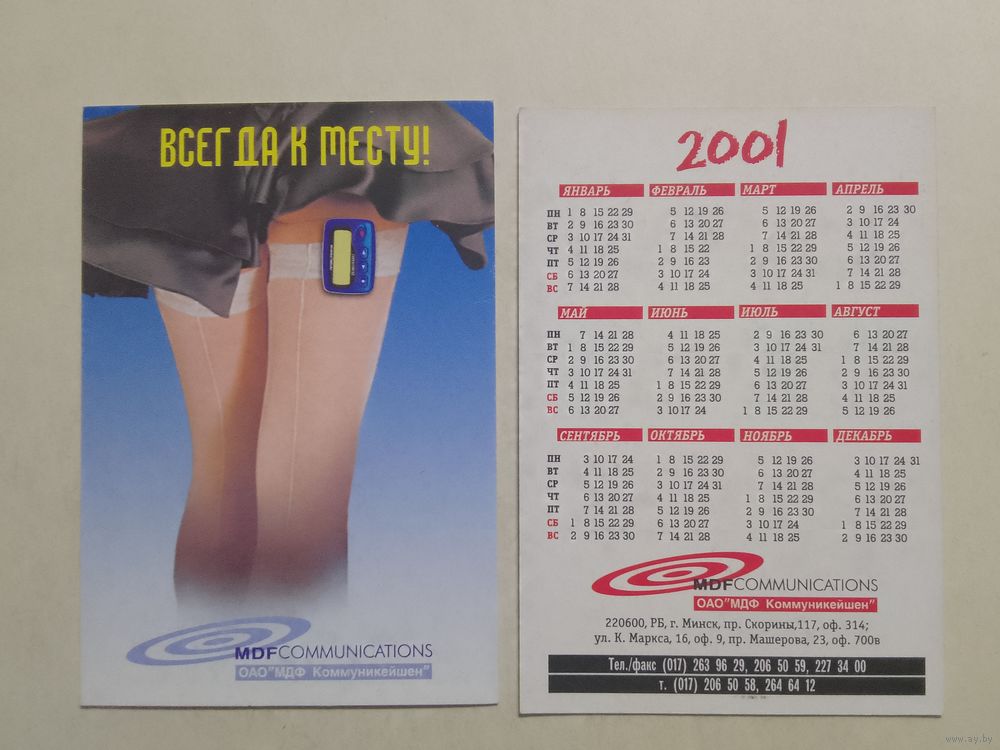 ВСЕГДА К МЕСТУ!
MDFCOMMUNICATIONS
ОАО"МДФ Коммуникейшен"
2001
ЯНВАРЬ ФЕВРАЛЬ МАРТ АПРЕЛЬ
ПН 1 8 15 22 29 5 12 19 26 5 12 19 26 2 9 16 23 30
ВТ 2 9 16 23 30 6 13 20 27 6 13 20 27 3 10 17 24
СР 3 10 17 24 31 7 14 21 28 7 14 21 28 4 11 18 25
ЧТ 4 11 18 25 1 8 15 22 1 8 15 22 29 5 12 19 26
ПТ 5 12 19 26 2 9 16 23 2 9 16 23 30 6 13 20 27
СБ 6 13 20 27 3 10 17 24 3 10 17 24 31 7 14 21 28
ВС 7 14 21 28 4 11 18 25 4 11 18 25 1 8 15 22 29
МАЙ ИЮНЬ ИЮЛЬ АВГУСТ
ПН 7 14 21 28 4 11 18 25 2 9 16 23 30 6 13 20 27
ВТ 1 8 15 22 29 5 12 19 26 3 10 17 24 31 7 14 21 28
СР 2 9 16 23 30 6 13 20 27 4 11 18 25 1 8 15 22 29
ЧТ 3 10 17 24 31 7 14 21 28 5 12 19 26 2 9 16 23 30
ПТ 4 11 18 25 1 8 15 22 29 6 13 20 27 3 10 17 24 31
СБ 5 12 19 26 2 9 16 23 30 7 14 21 28 4 11 18 25
ВС 6 13 20 27 3 10 17 24 1 8 15 22 29 5 12 19 26
СЕНТЯБРЬ ОКТЯБРЬ НОЯБРЬ ДЕКАБРЬ
ПН 3 10 17 24 1 8 15 22 29 5 12 19 26 3 10 17 24 31
ВТ 4 11 18 25 2 9 16 23 30 6 13 20 27 4 11 18 25
СР 5 12 19 26 3 10 17 24 31 7 14 21 28 5 12 19 26
ЧТ 6 13 20 27 4 11 18 25 1 8 15 22 29 6 13 20 27
ПТ 7 14 21 28 5 12 19 26 2 9 16 23 30 7 14 21 28
СБ 1 8 15 22 29 6 13 20 27 3 10 17 24 1 8 15 22 29
ВС 2 9 16 23 30 7 14 21 28 4 11 18 25 2 9 16 23 30
MDFCOMMUNICATIONS
ОАО"МДФ Коммуникейшен"
220600, РБ, г. Минск, пр. Скорины,117, оф. 314;
ул. К. Маркса, 16, оф. 9, пр. Машерова, 23, оф. 700в
Тел./факс (017) 263 96 29, 206 50 59, 227 34 00
т. (017) 206 50 58, 264 64 12
www.ay.by